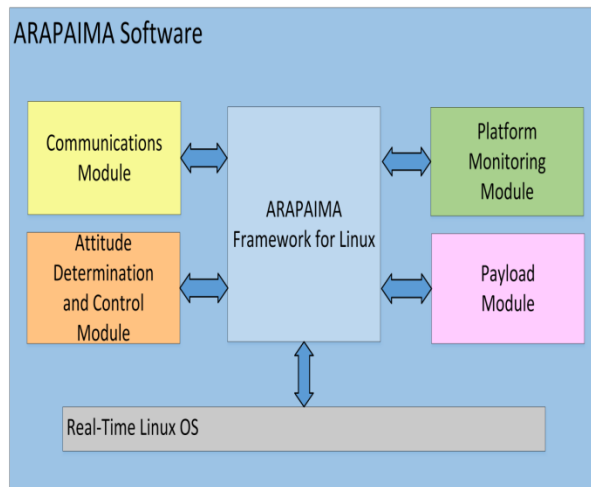 ARAPAIMA Software
Communications
Module
Platform
Monitoring
Module
ARAPAIMA
Framework for Linux
Attitude
Determination
and Control
Module
Payload
Module
Real-Time Linux OS